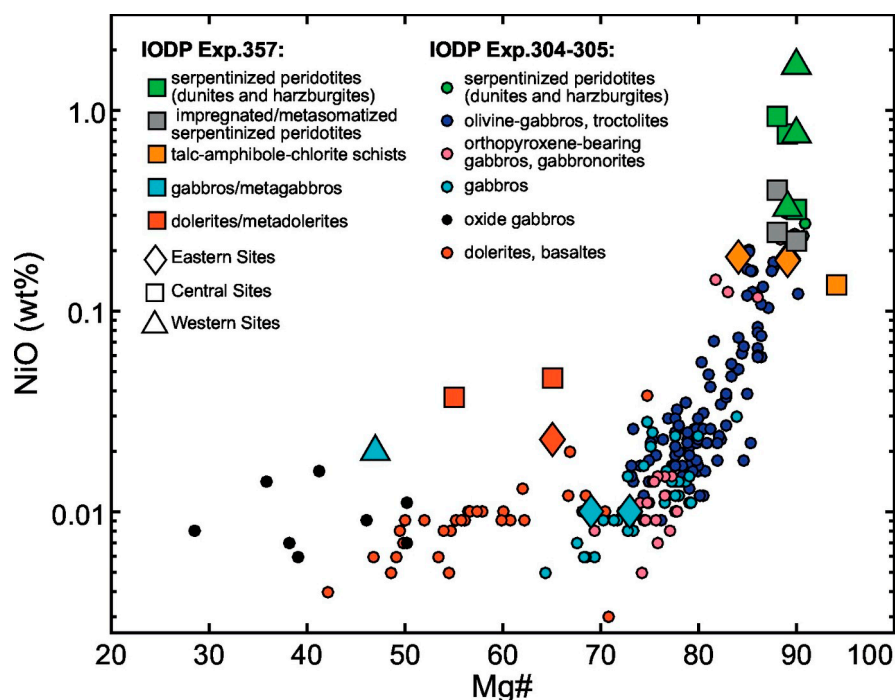 IODP Exp.357:
serpentinized peridotites
(dunites and harzburgites)
impregnated/metasomatized
serpentinized peridotites
talc-amphibole-chlorite schists
gabbros/metagabbros
dolerites/metadolerites
Eastern Sites
Central Sites
Western Sites
IODP Exp.304-305:
serpentinized peridotites
(dunites and harzburgites)
olivine-gabbros, troctolites
orthopyroxene-bearing
gabbros, gabbronorites
gabbros
oxide gabbros
dolerites, basaltes
NiO (wt%)
1.0
0.1
0.01
20 30 40 50 60 70 80 90 100
Mg#